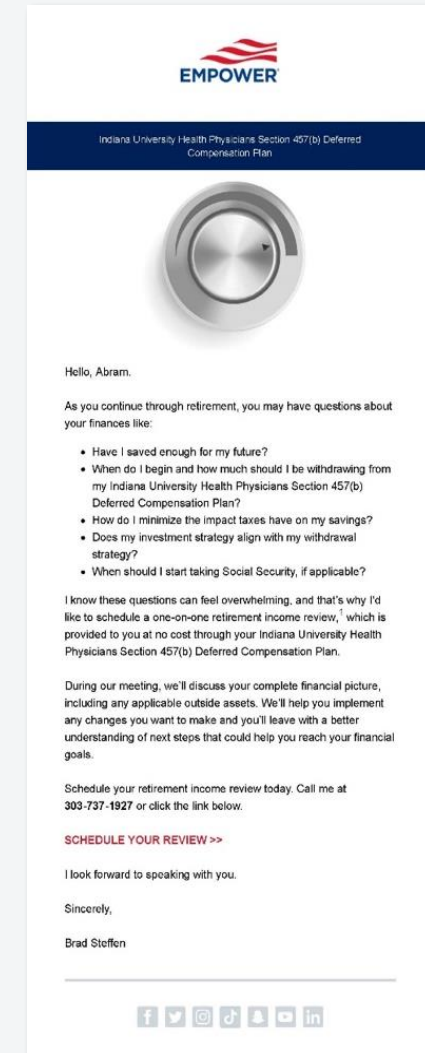 EMPOWER
Indiana University Health Physicians Section 457(b) Deferred
Compensation Plan
Hello, Abram.
As you continue through retirement, you may have questions about
your finances like:
• Have I saved enough for my future?
• When do I begin and how much should I be withdrawing from
my Indiana University Health Physicians Section 457(b)
Deferred Compensation Plan?
• How do I minimize the impact taxes have on my savings?
• Does my investment strategy align with my withdrawal
strategy?
• When should I start taking Social Security, if applicable?
I know these questions can feel overwhelming, and that's why I'd
like to schedule a one-on-one retirement income review,† which is
provided to you at no cost through your Indiana University Health
Physicians Section 457(b) Deferred Compensation Plan.
During our meeting, we'll discuss your complete financial picture,
including any applicable outside assets. We'll help you implement
any changes you want to make and you'll leave with a better
understanding of next steps that could help you reach your financial
goals.
Schedule your retirement income review today. Call me at
303-737-1927 or click the link below.
SCHEDULE YOUR REVIEW >>
I look forward to speaking with you.
Sincerely,
Brad Steffen